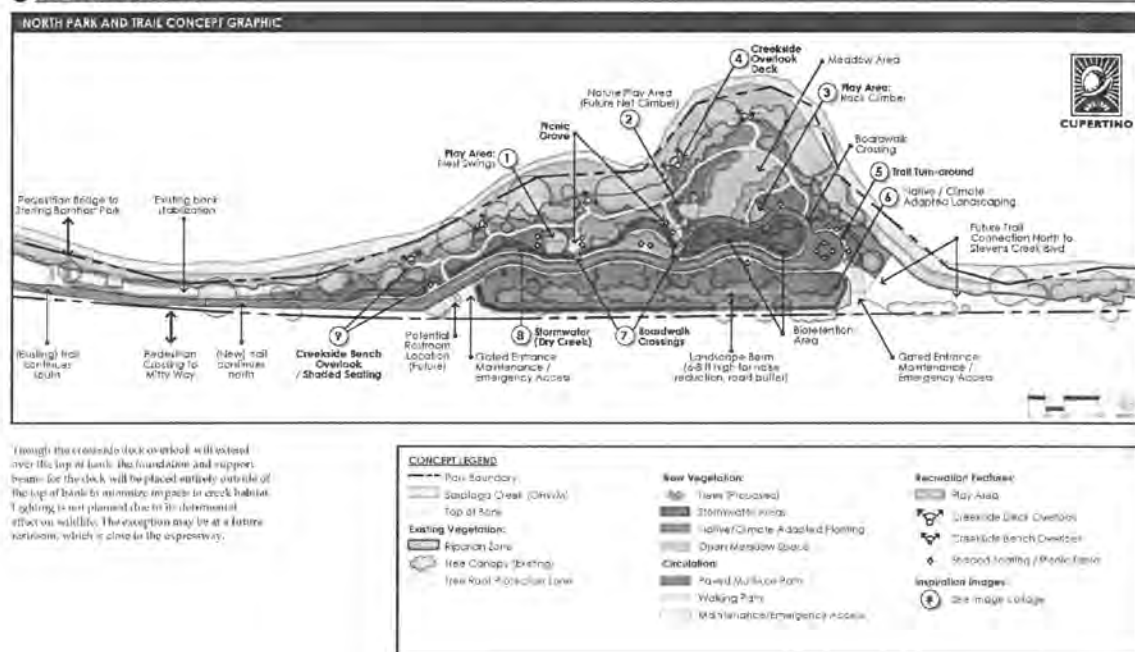 NORTH PARK AND TRAIL CONCEPT GRAPHIC
CUPERTINO
4 Creekside
Overlook
Deck
Meadow Area
Nature Play Area
(Future Net Climber)
2
3 Play Area:
Rock Climber
Picnic
Grove
Boardwalk
Crossing
Play Area: 1
Nest Swings
5 Trail Turn-around
6 Native / Climate
Adapted Landscaping
Pedestrian Bridge to
Sterling Barnhart Park
Existing bank
stabilization
Future Trail
Connection North to
Stevens Creek Blvd
(Existing) trail
continues
south
Pedestrian
Crossing to
Mitty Way
(New) trail
continues
north
9
Creekside Bench
Overlook
/ Shaded Seating
Potential
Restroom
Location
(Future)
Gated Entrance
Maintenance /
Emergency Access
8 Stormwater
(Dry Creek)
7 Boardwalk
Crossings
Landscape Berm
(6-8 ft high for noise
reduction, road buffer)
Bioretention
Area
Gated Entrance
Maintenance /
Emergency Access
Though the creekside deck overlook will extend
over the top of bank, the foundation and support
beams for the deck will be placed entirely outside of
the top of bank to minimize impacts to creek habitat.
Lighting is not planned due to its detrimental
effect on wildlife. The exception may be at a future
restroom, which is close to the expressway.
CONCEPT LEGEND
Park Boundary
Saratoga Creek (OHWM)
Top of Bank
Existing Vegetation:
Riparian Zone
Tree Canopy (Existing)
Tree Root Protection Zone
New Vegetation:
Trees (Proposed)
Stormwater Areas
Native/Climate Adapted Planting
Open Meadow Space
Circulation:
Paved Multi-use Path
Walking Path
Maintenance/Emergency Access
Recreation Features:
Play Area
Creekside Deck Overlook
Creekside Bench Overlook
Shaded Seating / Picnic Table
Inspiration Images:
See image collage